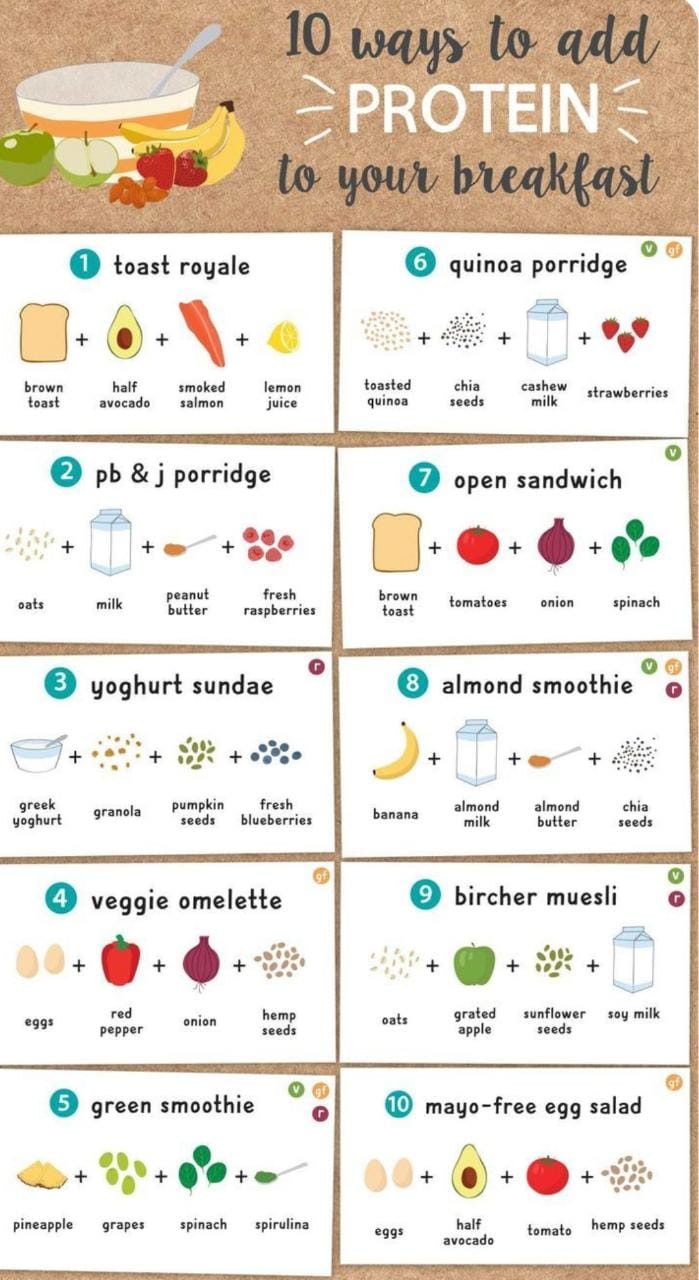 10 ways to add
PROTEIN
to your breakfast
1 toast royale
+ + +
brown
toast
half
avocado
smoked
salmon
lemon
juice
2 pb & j porridge
+ + +
oats
milk
peanut
butter
fresh
raspberries
r
3 yoghurt sundae
+ + +
greek
yoghurt
granola
pumpkin
seeds
fresh
blueberries
gf
4 veggie omelette
+ + +
eggs
red
pepper
onion
hemp
seeds
v gf
r
5 green smoothie
+ + +
pineapple
grapes
spinach
spirulina
v gf
6 quinoa porridge
+ + +
toasted
quinoa
chia
seeds
cashew
milk
strawberries
v
7 open sandwich
+ + +
brown
toast
tomatoes
onion
spinach
v gf
r
8 almond smoothie
+ + +
banana
almond
milk
almond
butter
chia
seeds
v
r
9 bircher muesli
+ + +
oats
grated
apple
sunflower
seeds
soy milk
gf
10 mayo-free egg salad
+ + +
eggs
half
avocado
tomato
hemp seeds